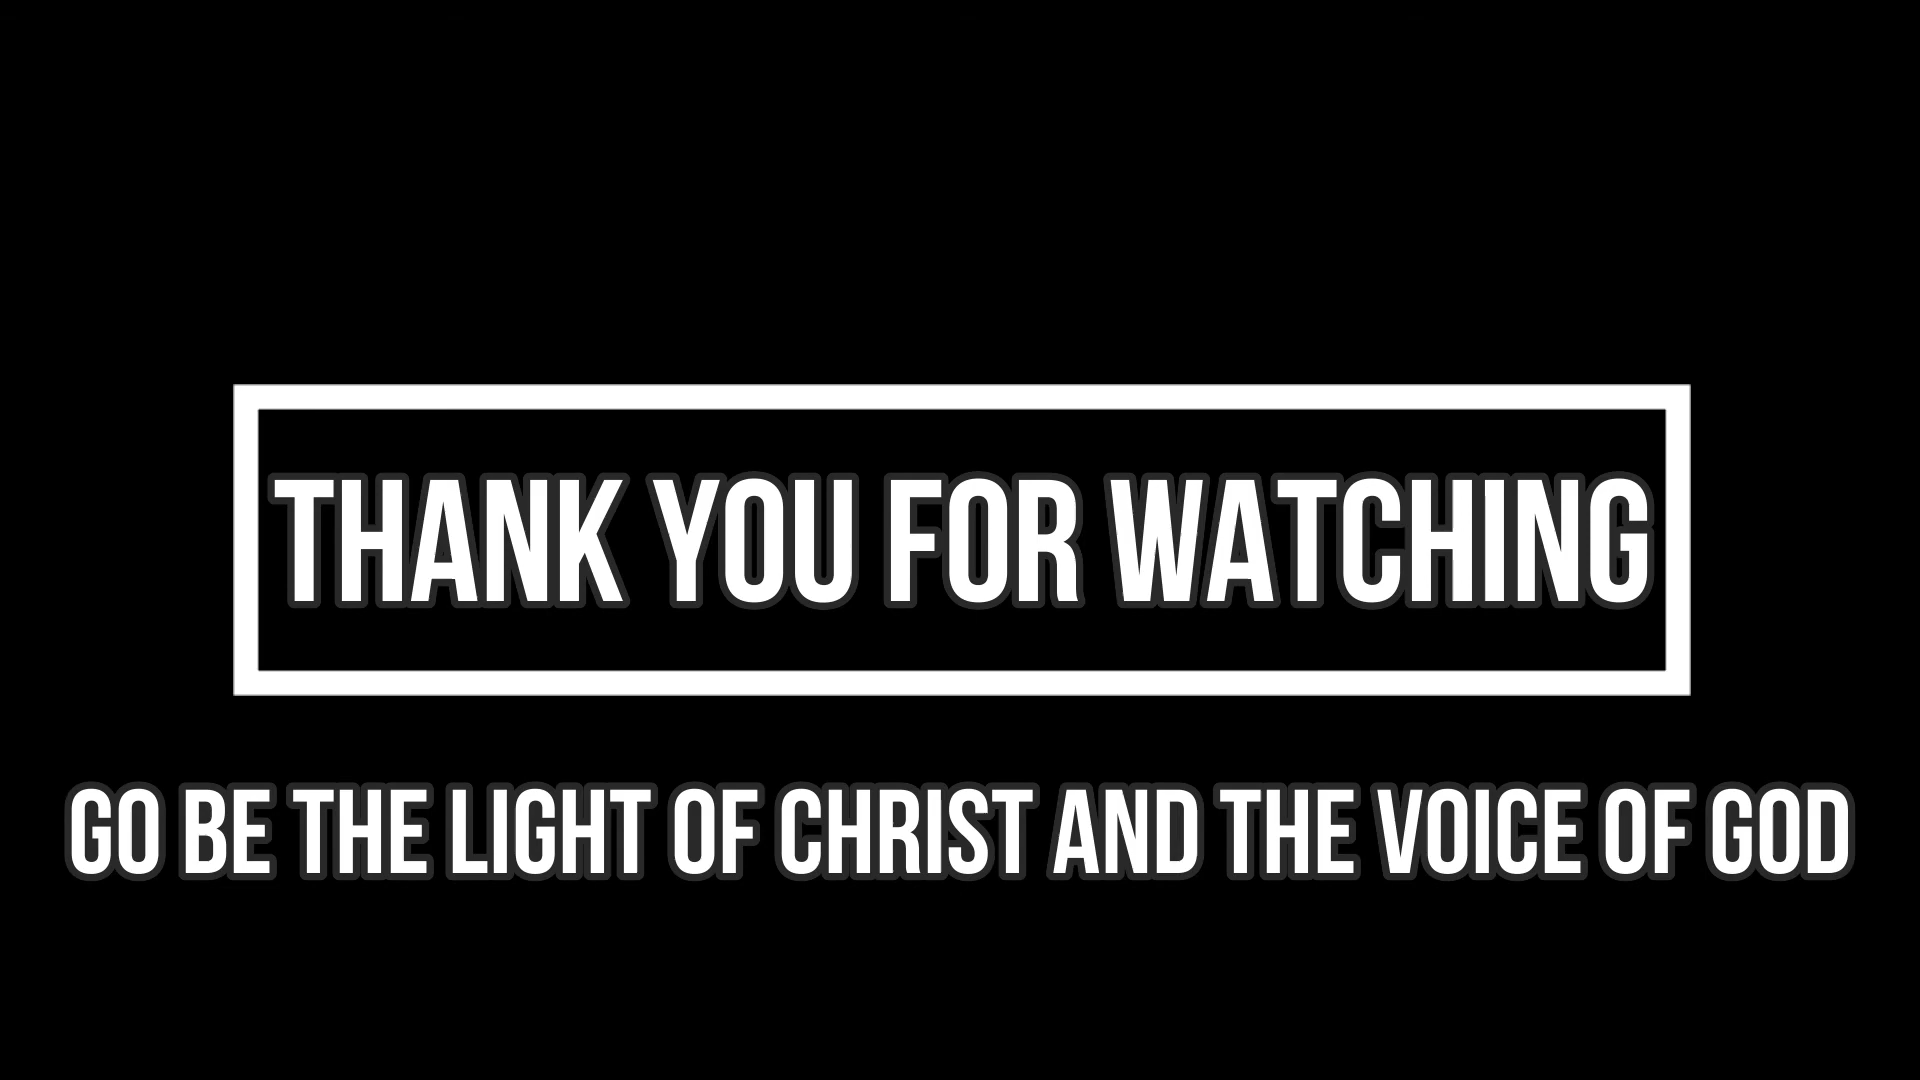 THANK YOU FOR WATCHING
GO BE THE LIGHT OF CHRIST AND THE VOICE OF GOD